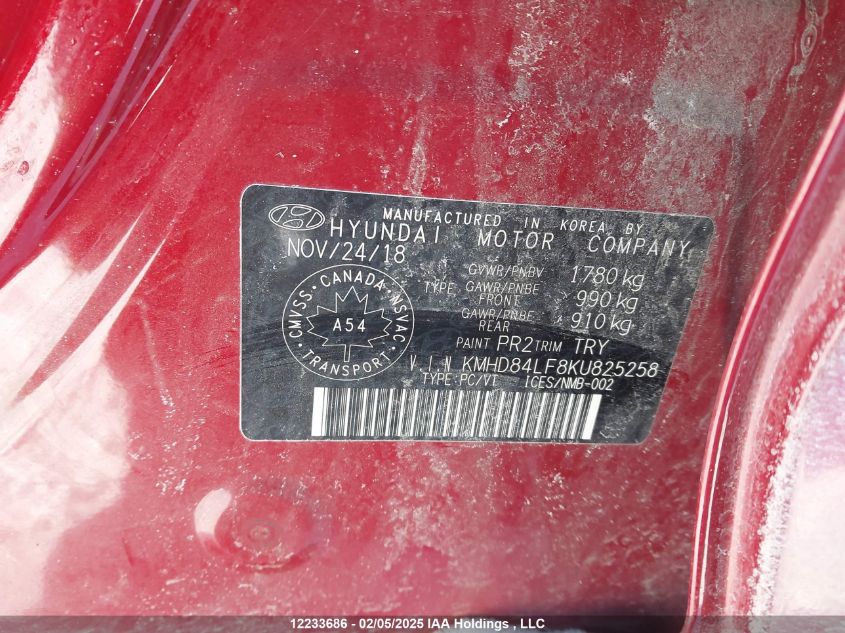 MANUFACTURED IN KOREA BY
HYUNDAI MOTOR COMPANY
NOV/24/18
GVWR/PNBV 1780 kg
TYPE GAWR/PNBE FRONT 990 kg
GAWR/PNBE REAR 910 kg
CMVSS · CANADA · NSVAC
A54
TRANSPORT
PAINT PR2 TRIM TRY
V.I.N KMHD84LF8KU825258
TYPE:PC/VT ICES/NMB-002
12233686 - 02/05/2025 IAA Holdings , LLC